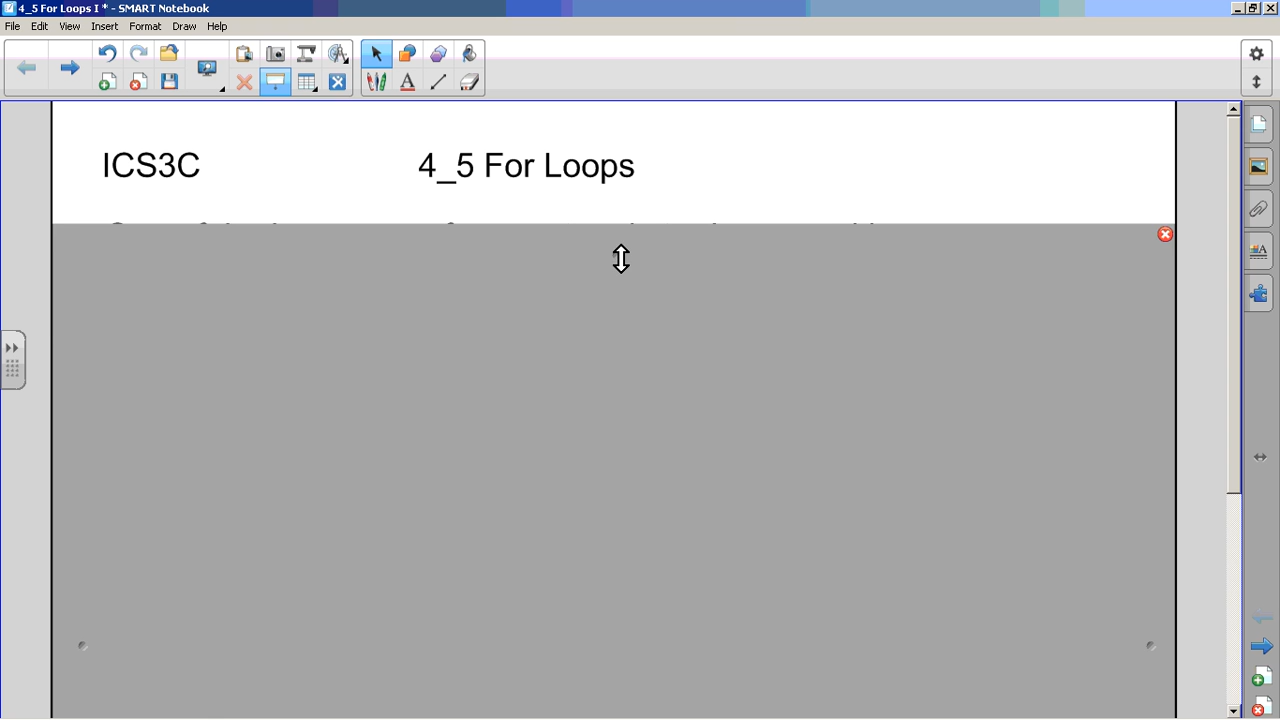 4_5 For Loops I * - SMART Notebook
File Edit View Insert Format Draw Help
ICS3C 4_5 For Loops